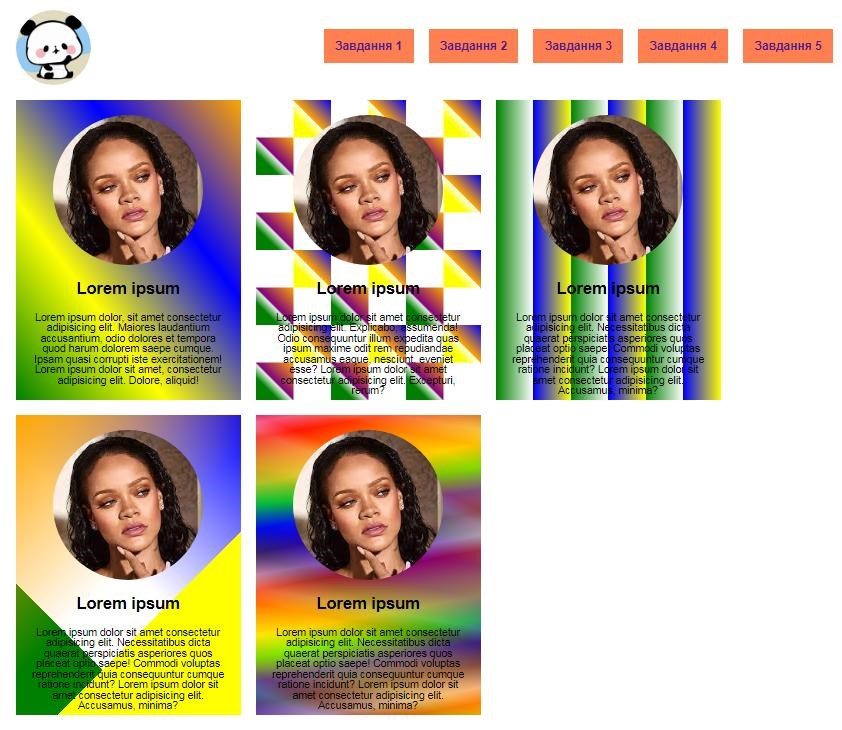 Завдання 1
Завдання 2
Завдання 3
Завдання 4
Завдання 5
Lorem ipsum
Lorem ipsum dolor, sit amet consectetur
adipisicing elit. Maiores laudantium
accusantium, odio dolores et tempora
quod harum dolorem saepe cumque.
Ipsam quasi corrupti iste exercitationem!
Lorem ipsum dolor sit amet, consectetur
adipisicing elit. Dolore, aliquid!
Lorem ipsum
Lorem ipsum dolor sit amet consectetur
adipisicing elit. Explicabo, assumenda!
Odio consequuntur illum expedita quas
ipsum maxime odit rem repudiandae
accusamus eaque, nesciunt, eveniet
esse? Lorem ipsum dolor sit amet
consectetur adipisicing elit. Excepturi,
rerum?
Lorem ipsum
Lorem ipsum dolor sit amet consectetur
adipisicing elit. Necessitatibus dicta
quaerat perspiciatis asperiores quos
placeat optio saepe! Commodi voluptas
reprehenderit quia consequuntur cumque
ratione incidunt? Lorem ipsum dolor sit
amet consectetur adipisicing elit.
Accusamus, minima?
Lorem ipsum
Lorem ipsum dolor sit amet consectetur
adipisicing elit. Necessitatibus dicta
quaerat perspiciatis asperiores quos
placeat optio saepe! Commodi voluptas
reprehenderit quia consequuntur cumque
ratione incidunt? Lorem ipsum dolor sit
amet consectetur adipisicing elit.
Accusamus, minima?
Lorem ipsum
Lorem ipsum dolor sit amet consectetur
adipisicing elit. Necessitatibus dicta
quaerat perspiciatis asperiores quos
placeat optio saepe! Commodi voluptas
reprehenderit quia consequuntur cumque
ratione incidunt? Lorem ipsum dolor sit
amet consectetur adipisicing elit.
Accusamus, minima?